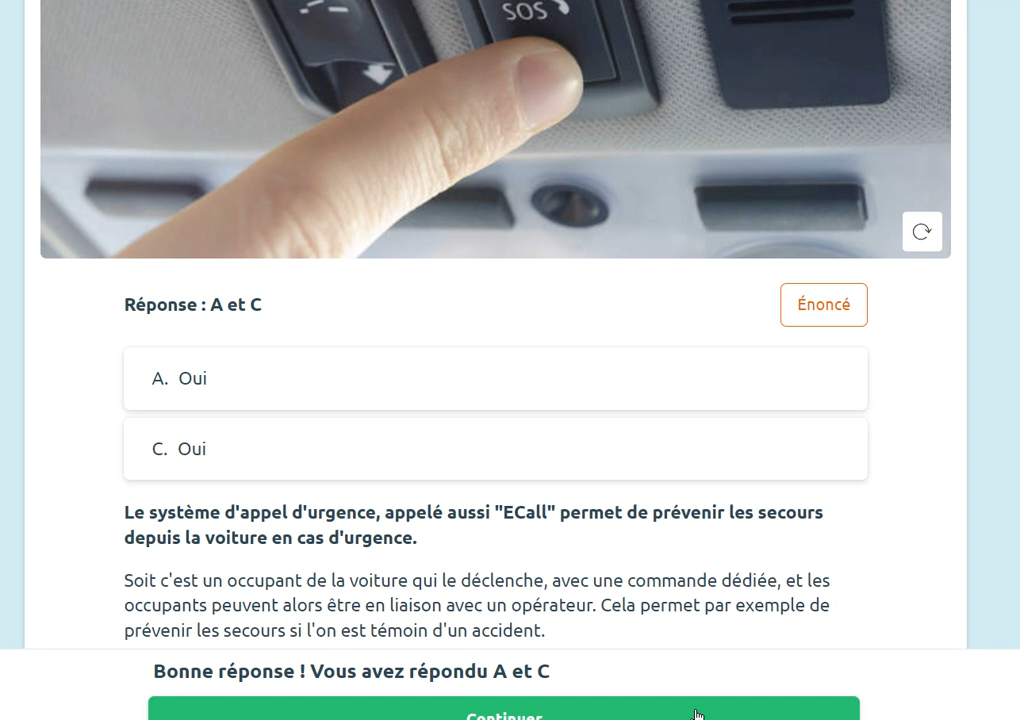 SOS
Réponse : A et C
Énoncé
A. Oui
C. Oui
Le système d'appel d'urgence, appelé aussi "ECall" permet de prévenir les secours
depuis la voiture en cas d'urgence.
Soit c'est un occupant de la voiture qui le déclenche, avec une commande dédiée, et les
occupants peuvent alors être en liaison avec un opérateur. Cela permet par exemple de
prévenir les secours si l'on est témoin d'un accident.
Bonne réponse ! Vous avez répondu A et C
Continuer